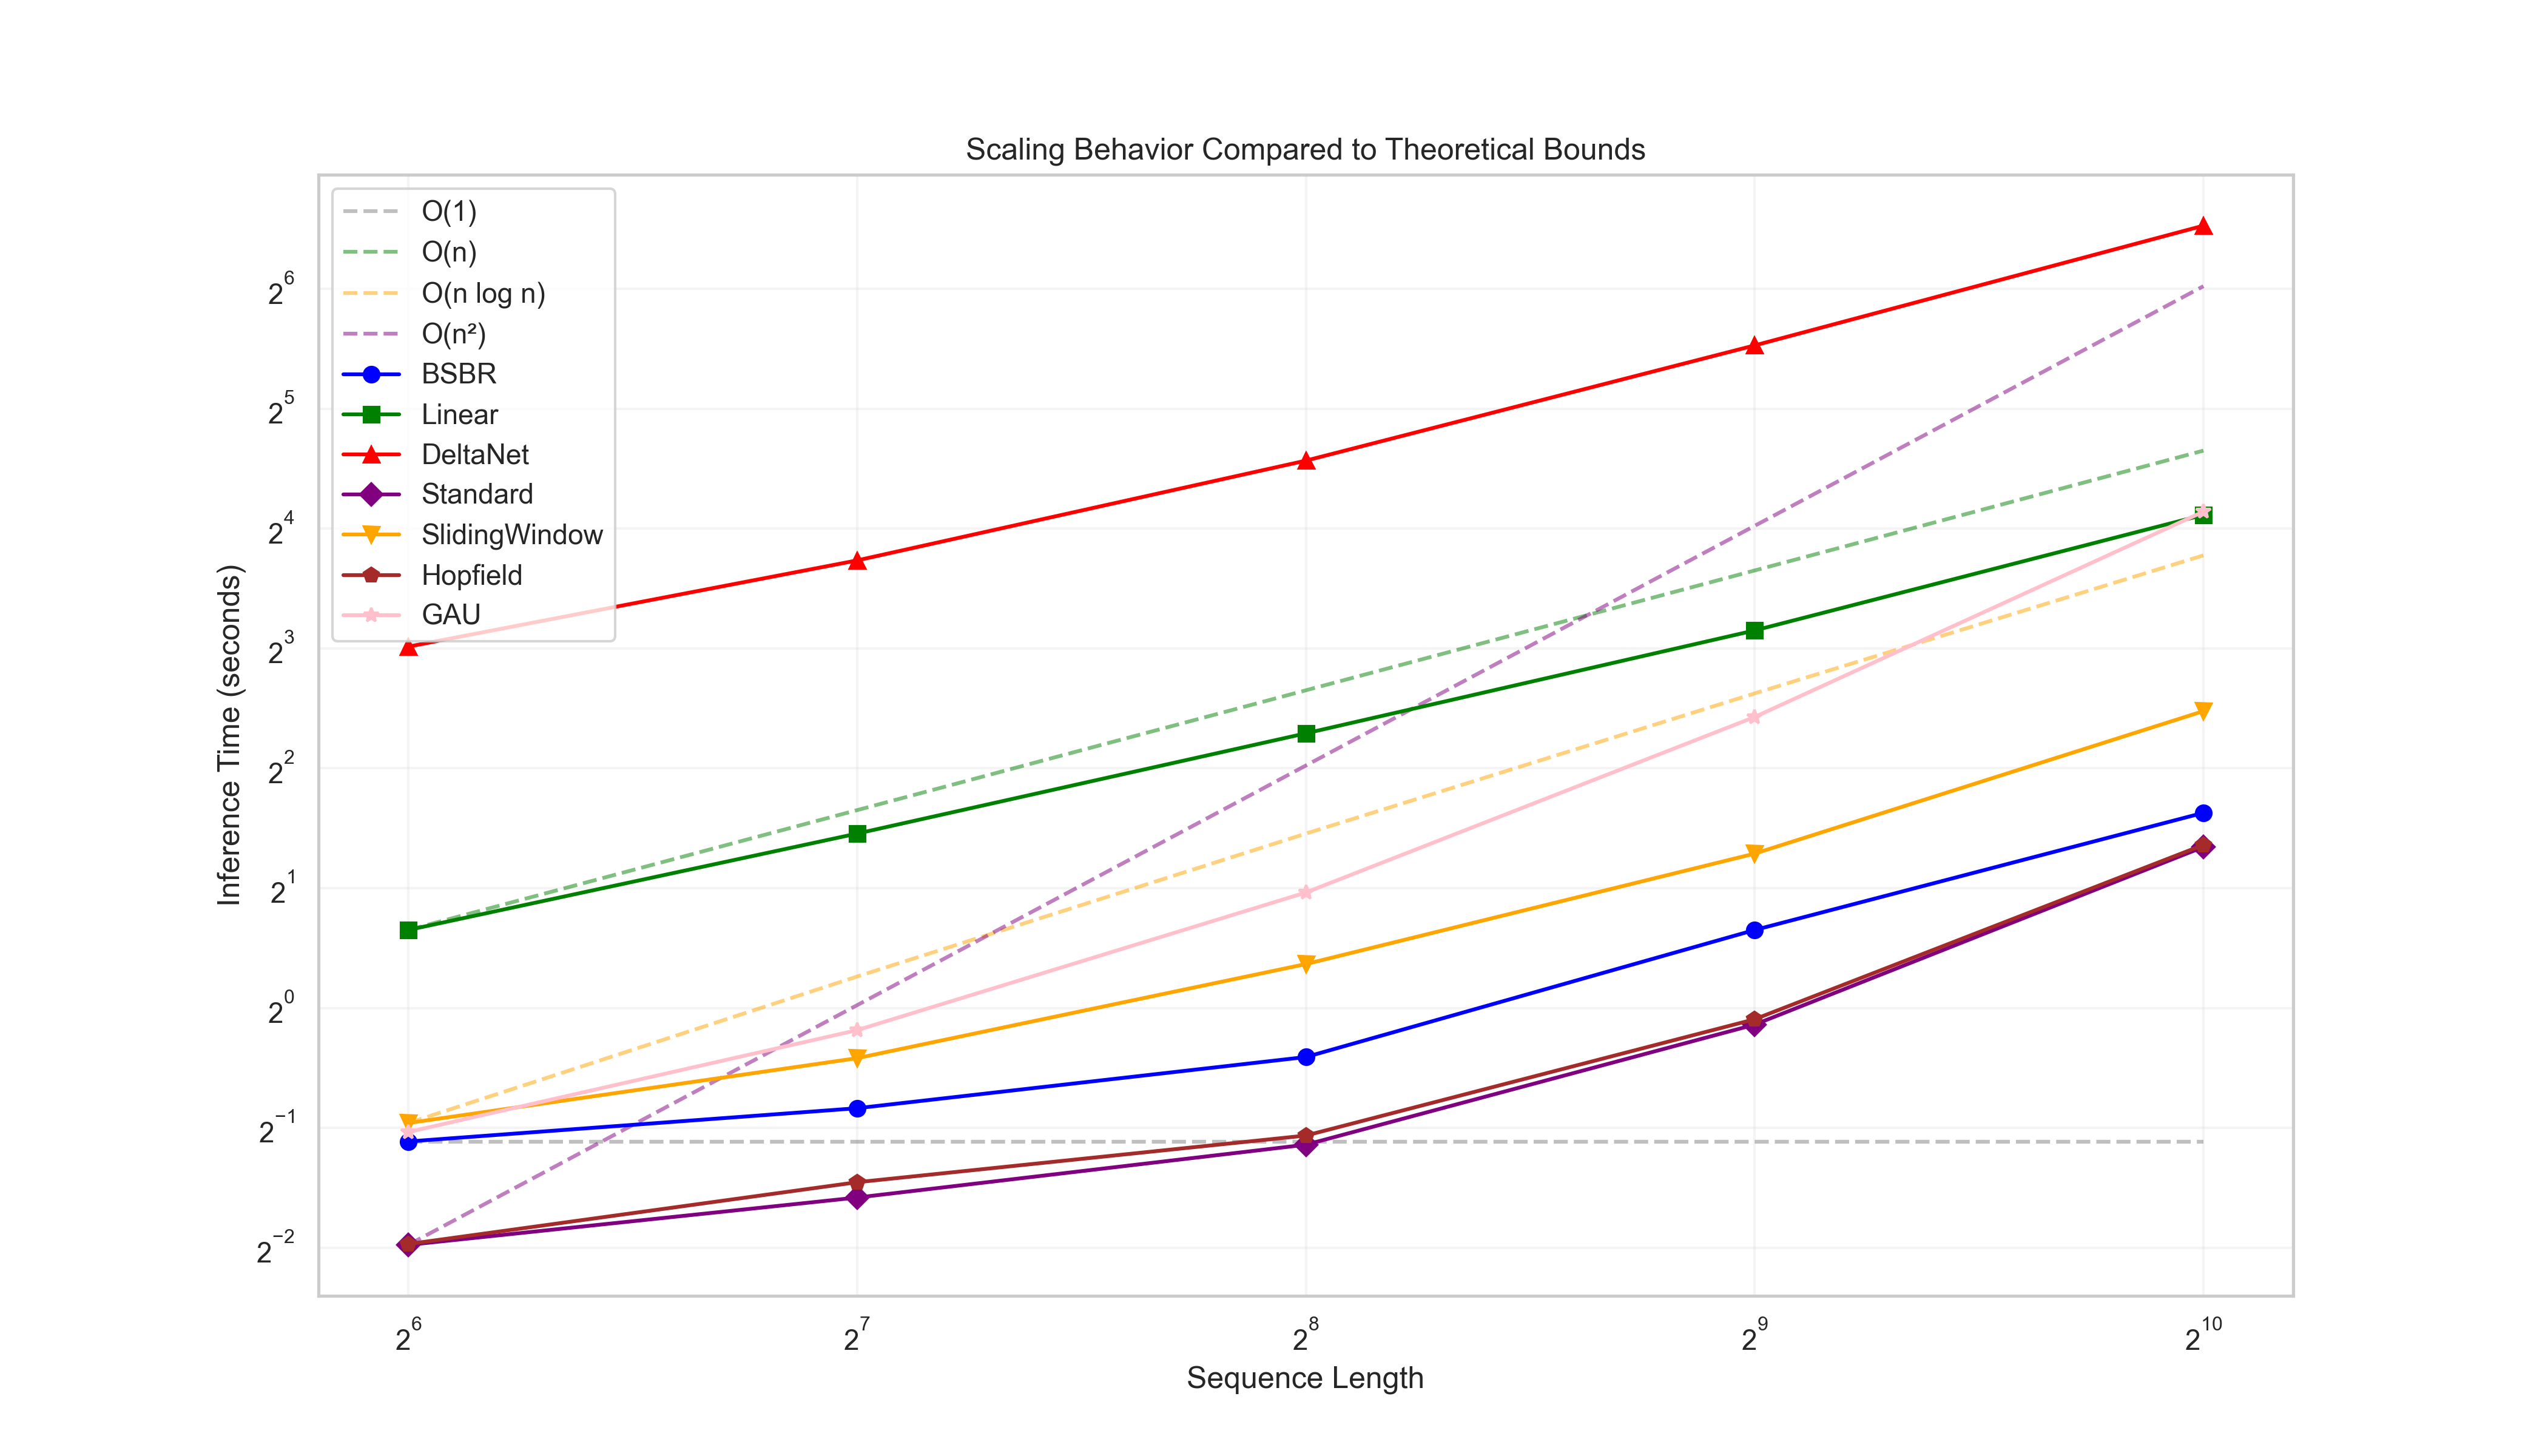 Scaling Behavior Compared to Theoretical Bounds
O(1)
O(n)
O(n log n)
O(n²)
BSBR
Linear
DeltaNet
Standard
SlidingWindow
Hopfield
GAU
Inference Time (seconds)
2⁶
2⁵
2⁴
2³
2²
2¹
2⁰
2⁻¹
2⁻²
2⁶ 2⁷ 2⁸ 2⁹ 2¹⁰
Sequence Length